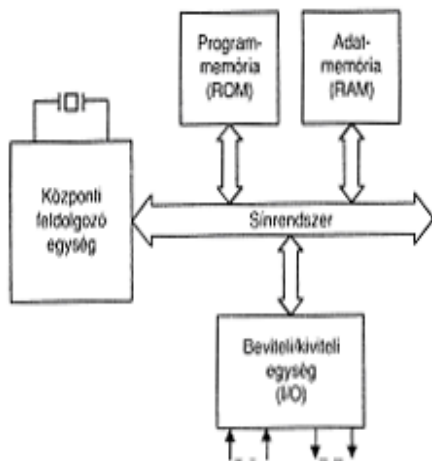 Program-
memória
(ROM)
Adat-
memória
(RAM)
Központi
feldolgozó
egység
Sínrendszer
Beviteli/kiviteli
egység
(I/O)